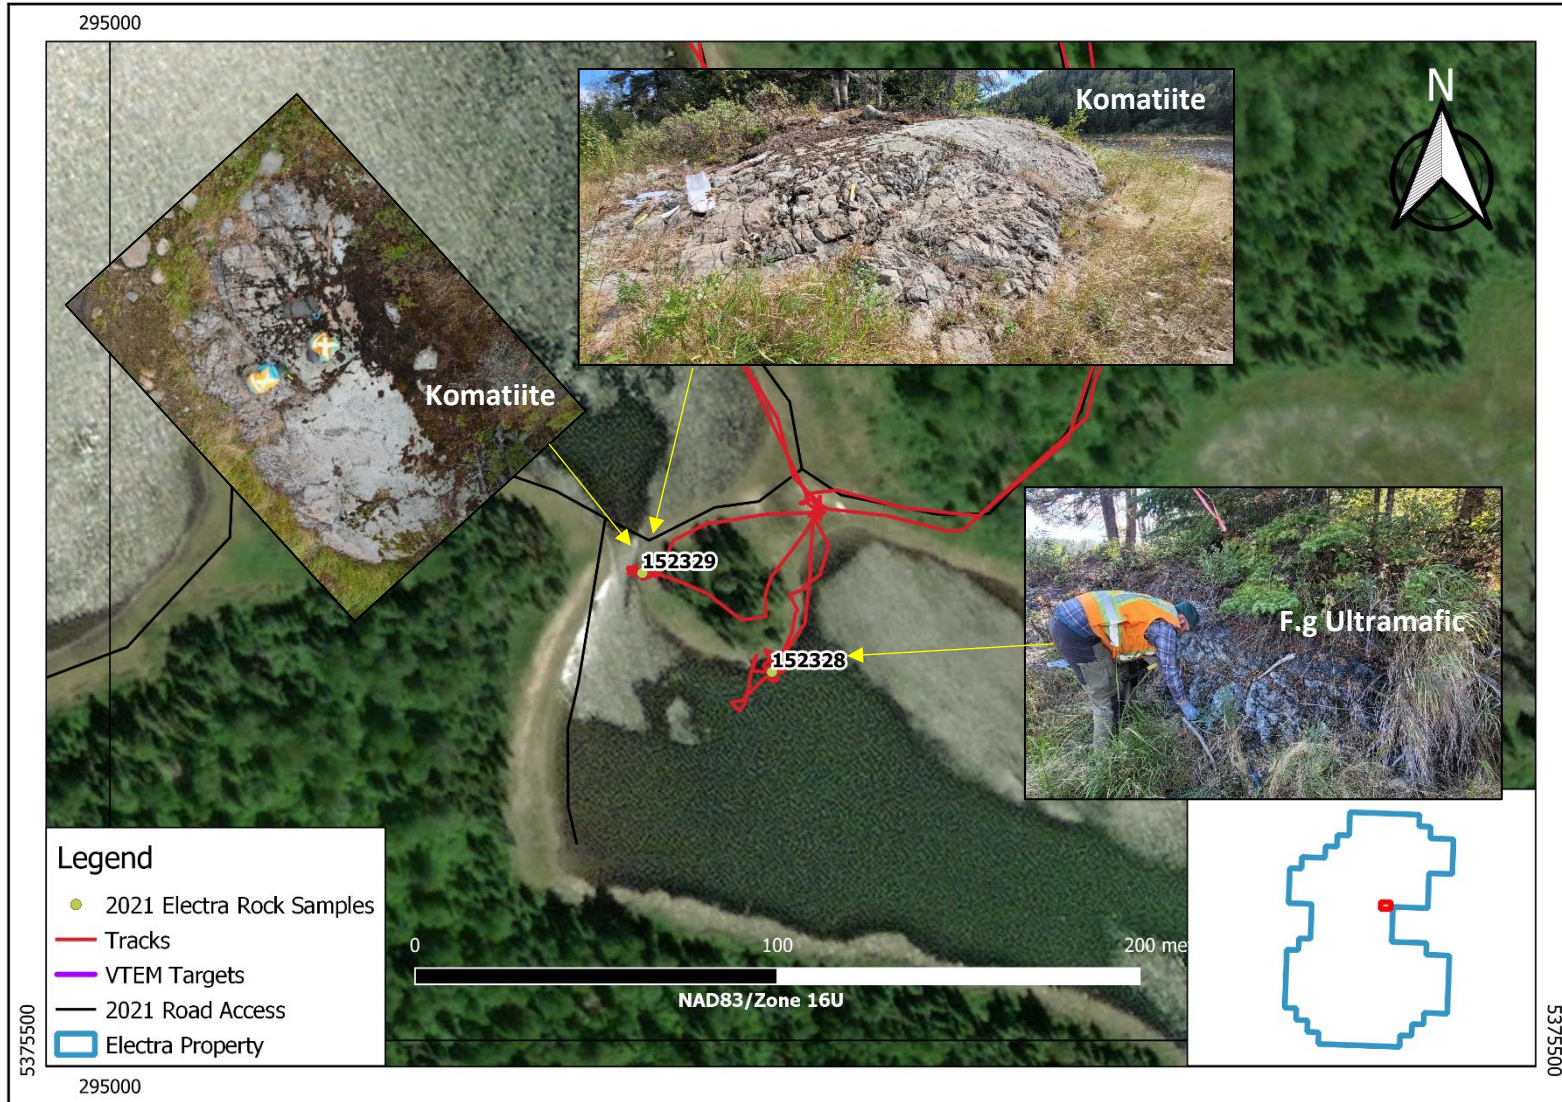 295000
N
Komatiite
Komatiite
152329
152328
F.g Ultramafic
Legend
2021 Electra Rock Samples
Tracks
VTEM Targets
2021 Road Access
Electra Property
0 100 200 me
NAD83/Zone 16U
5375500
5375500
295000